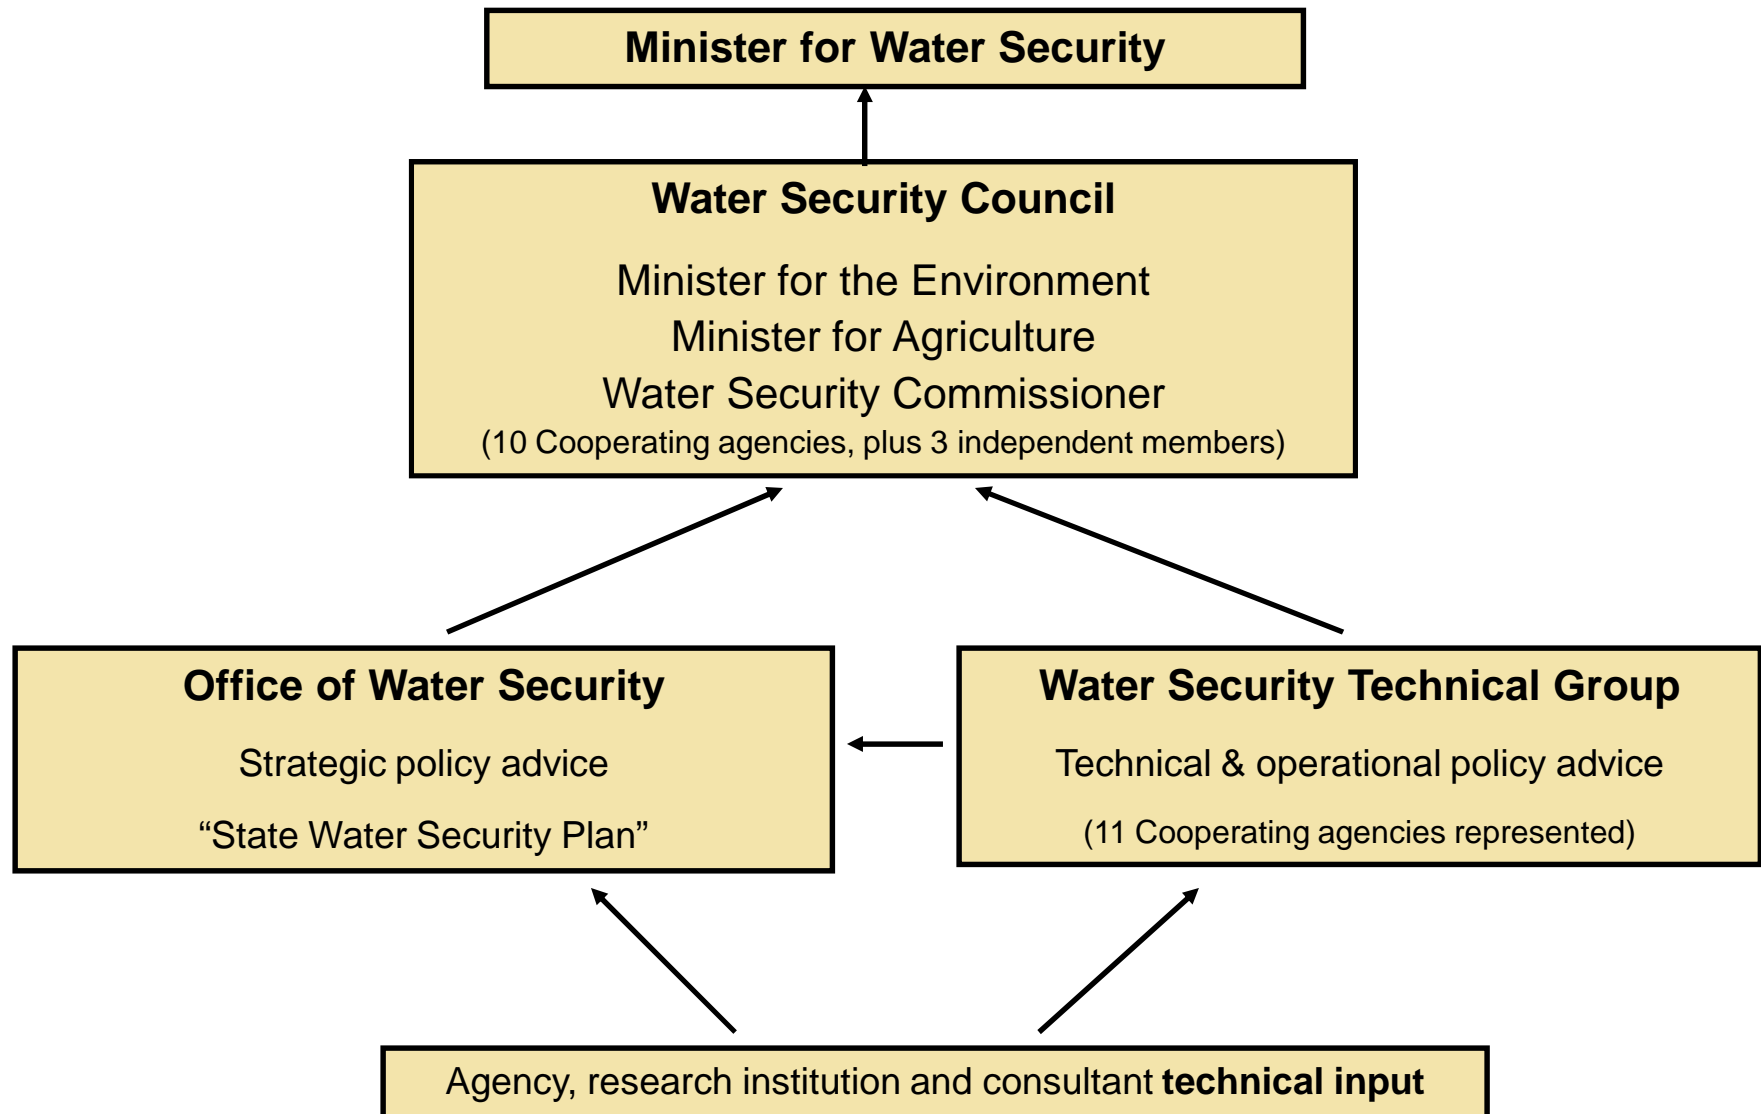 Minister for Water Security
Water Security Council
Minister for the Environment
Minister for Agriculture
Water Security Commissioner
(10 Cooperating agencies, plus 3 independent members)
Office of Water Security
Strategic policy advice
“State Water Security Plan”
Water Security Technical Group
Technical & operational policy advice
(11 Cooperating agencies represented)
Agency, research institution and consultant technical input